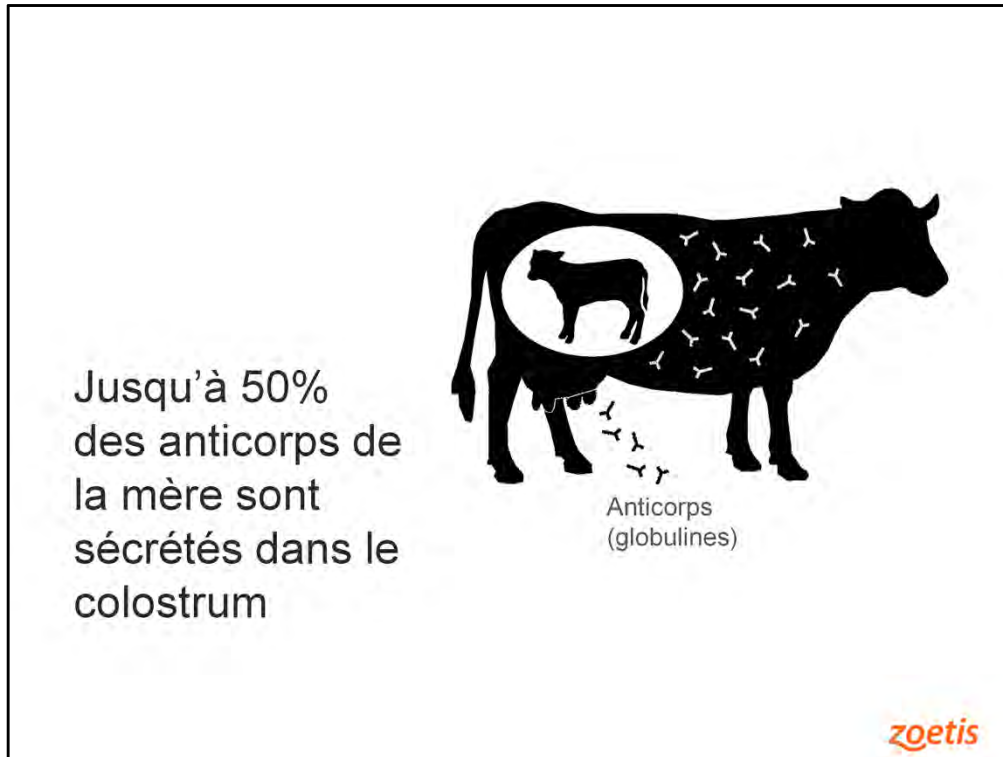 Jusqu'à 50%
des anticorps de
la mère sont
sécrétés dans le
colostrum
Anticorps
(globulines)
zoetis